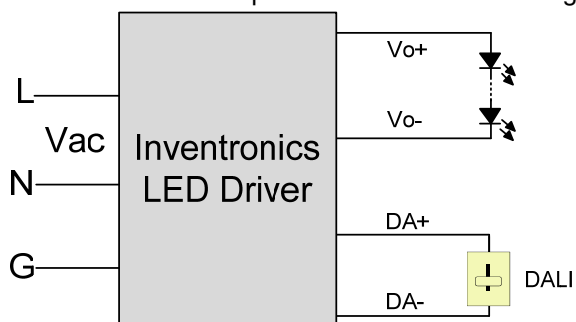 L
Vac
N
G
Inventronics
LED Driver
Vo+
Vo-
DA+
DA-
DALI